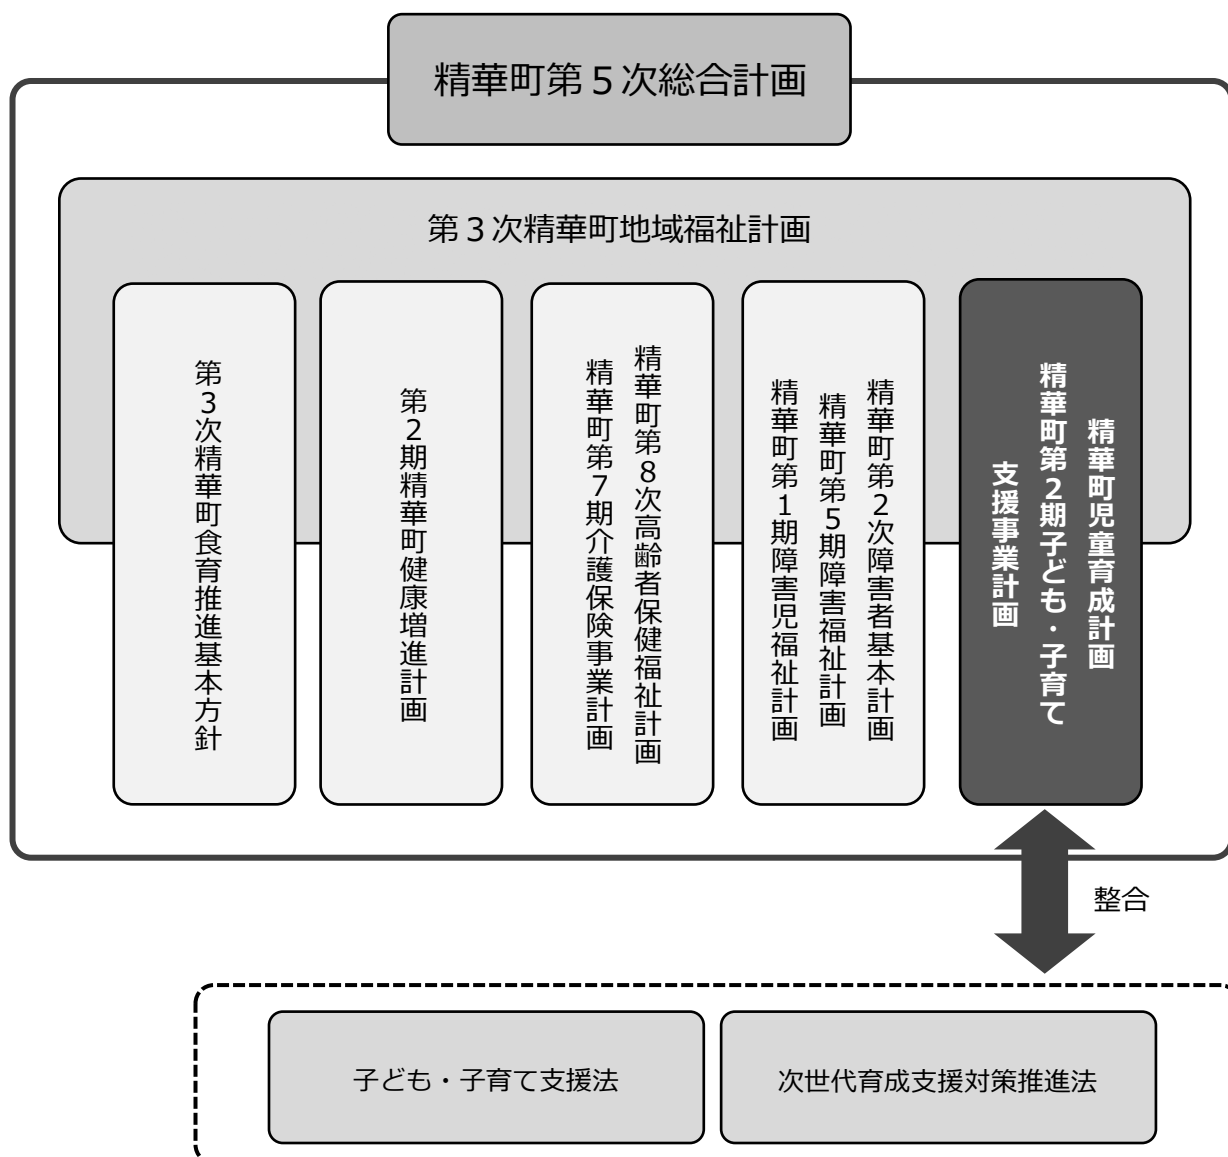 精華町第５次総合計画
第３次精華町地域福祉計画
第3次精華町食育推進基本方針
第2期精華町健康増進計画
精華町第8次高齢者保健福祉計画
精華町第7期介護保険事業計画
精華町第2次障害者基本計画
精華町第5期障害福祉計画
精華町第1期障害児福祉計画
精華町児童育成計画
精華町第2期子ども・子育て
支援事業計画
整合
子ども・子育て支援法
次世代育成支援対策推進法